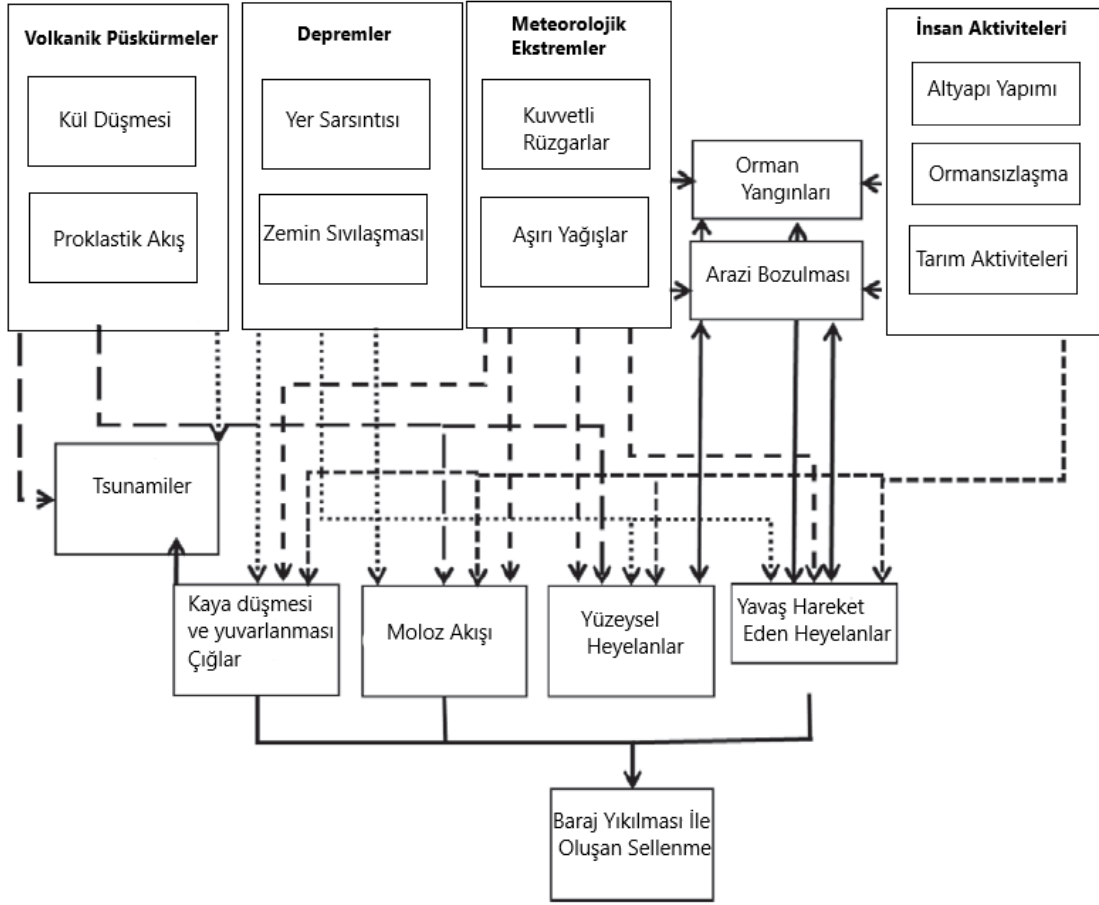 Volkanik Püskürmeler
Kül Düşmesi
Proklastik Akış
Depremler
Yer Sarsıntısı
Zemin Sıvılaşması
Meteorolojik
Ekstremler
Kuvvetli
Rüzgarlar
Aşırı Yağışlar
Orman
Yangınları
Arazi Bozulması
İnsan Aktiviteleri
Altyapı Yapımı
Ormansızlaşma
Tarım Aktiviteleri
Tsunamiler
Kaya düşmesi
ve yuvarlanması
Çığlar
Moloz Akışı
Yüzeysel
Heyelanlar
Yavaş Hareket
Eden Heyelanlar
Baraj Yıkılması İle
Oluşan Sellenme